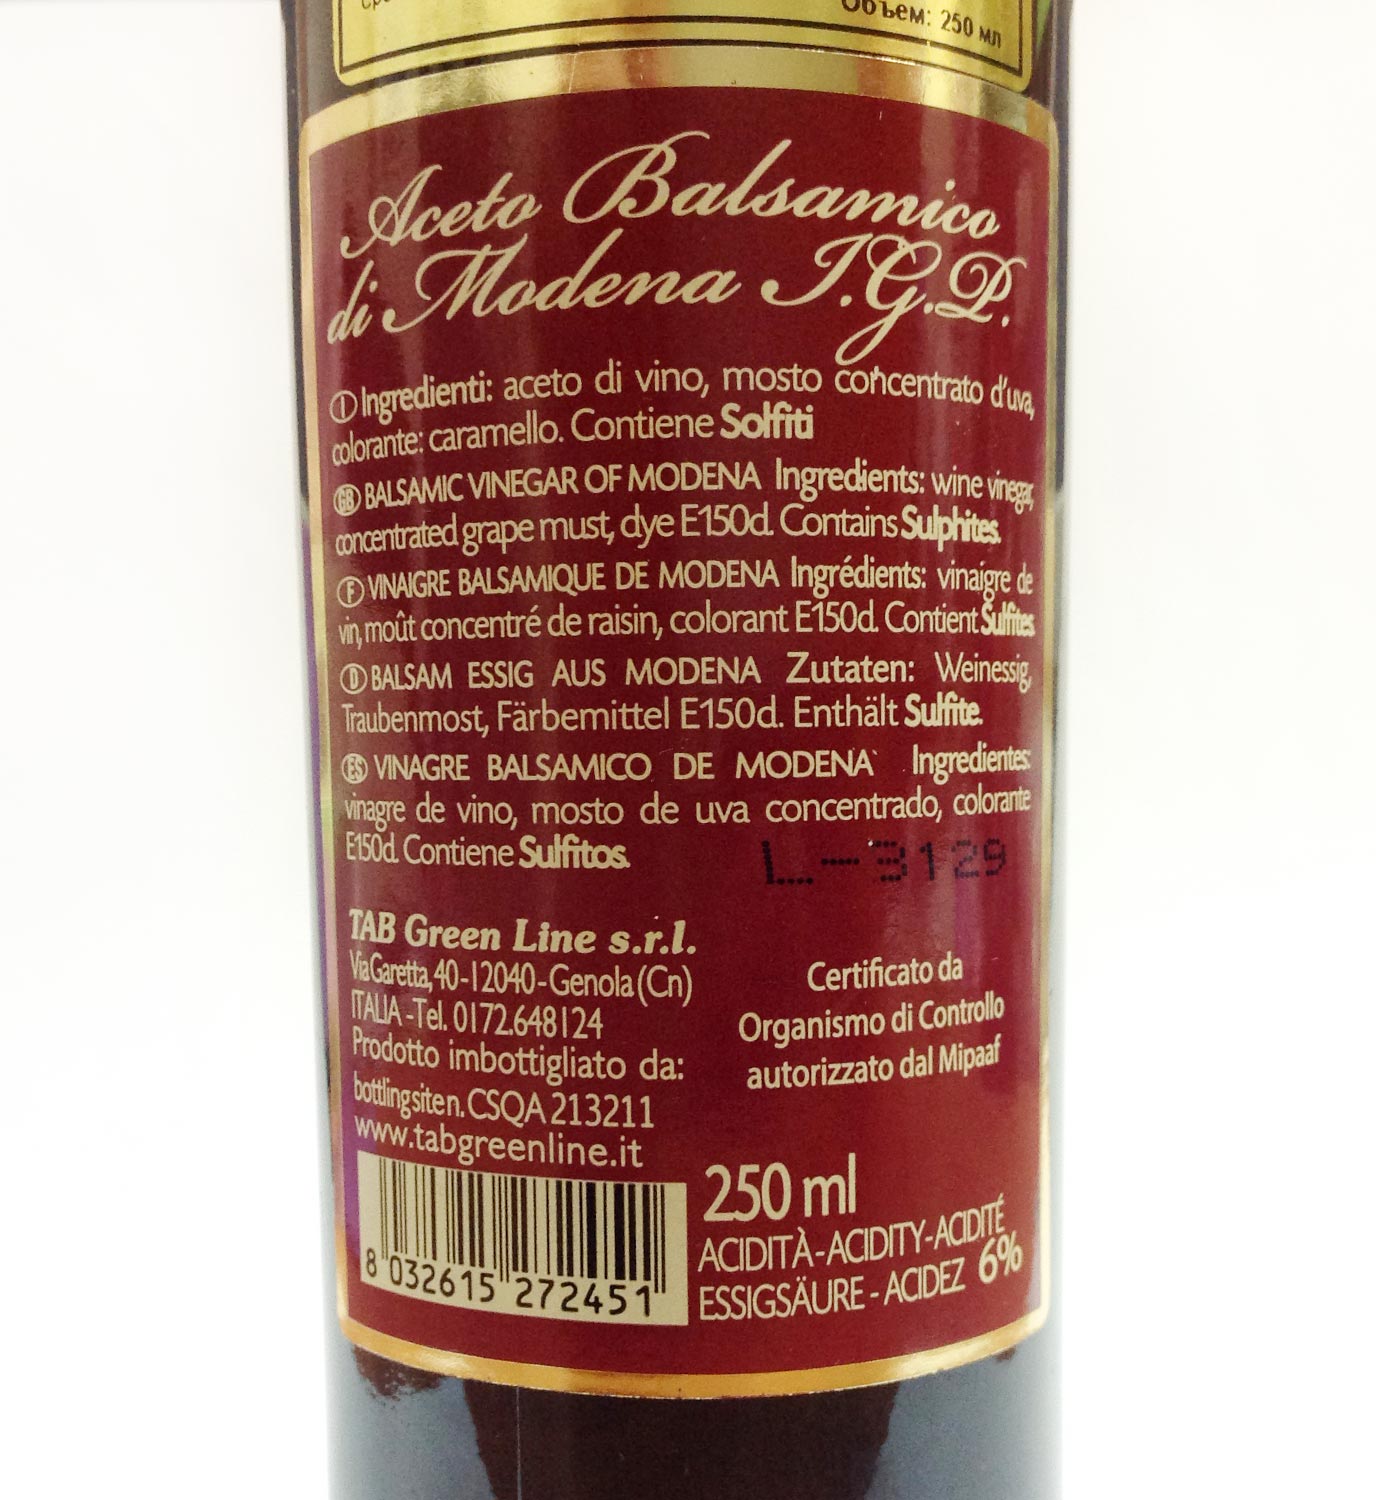 Объем: 250 мл
Aceto Balsamico
di Modena I.G.P.
I Ingredienti: aceto di vino, mosto concentrato d'uva,
colorante: caramello. Contiene Solfiti
GB BALSAMIC VINEGAR OF MODENA Ingredients: wine vinegar,
concentrated grape must, dye E150d. Contains Sulphites.
F VINAIGRE BALSAMIQUE DE MODENA Ingrédients: vinaigre de
vin, moût concentré de raisin, colorant E150d. Contient Sulfites
D BALSAM ESSIG AUS MODENA Zutaten: Weinessig,
Traubenmost, Färbemittel E150d. Enthält Sulfite.
ES VINAGRE BALSAMICO DE MODENA Ingredientes:
vinagre de vino, mosto de uva concentrado, colorante
E150d. Contiene Sulfitos.
L-3129
TAB Green Line s.r.l.
Via Garetta, 40-12040-Genola (Cn)
ITALIA - Tel. 0172.648124
Prodotto imbottigliato da:
bottling site n. CSQA 213211
www.tabgreenline.it
Certificato da
Organismo di Controllo
autorizzato dal Mipaaf
8 032615 272451
250 ml
ACIDITÀ-ACIDITY-ACIDITÉ
ESSIGSÄURE - ACIDEZ 6%